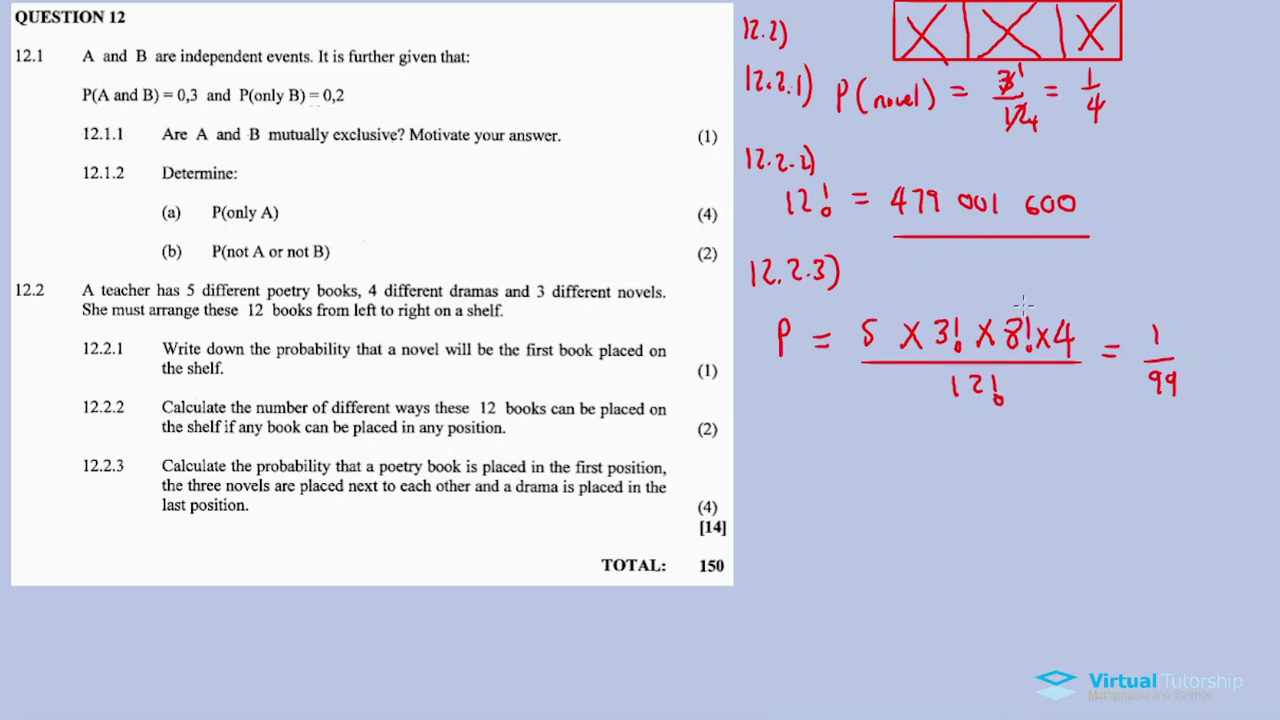 QUESTION 12
12.1 A and B are independent events. It is further given that:
P(A and B) = 0,3 and P(only B) = 0,2
12.1.1 Are A and B mutually exclusive? Motivate your answer. (1)
12.1.2 Determine:
(a) P(only A) (4)
(b) P(not A or not B) (2)
12.2 A teacher has 5 different poetry books, 4 different dramas and 3 different novels.
She must arrange these 12 books from left to right on a shelf.
12.2.1 Write down the probability that a novel will be the first book placed on
the shelf. (1)
12.2.2 Calculate the number of different ways these 12 books can be placed on
the shelf if any book can be placed in any position. (2)
12.2.3 Calculate the probability that a poetry book is placed in the first position,
the three novels are placed next to each other and a drama is placed in the
last position. (4)
[14]
TOTAL: 150
12.2)
X X X
12.2.1) P(novel) = 3 1 / 12 4 = 1/4
12.2.2)
12! = 479 001 600
12.2.3)
P = 5 X 3! X 8! x 4 / 12! = 1/99
Virtual Tutorship
Mathematics and Science